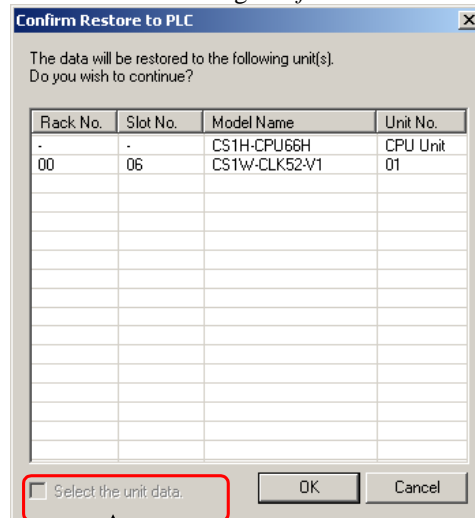 Confirm Restore to PLC
The data will be restored to the following unit(s).
Do you wish to continue?
Rack No. Slot No. Model Name Unit No.
- - CS1H-CPU66H CPU Unit
00 06 CS1W-CLK52-V1 01
Select the unit data.
OK Cancel